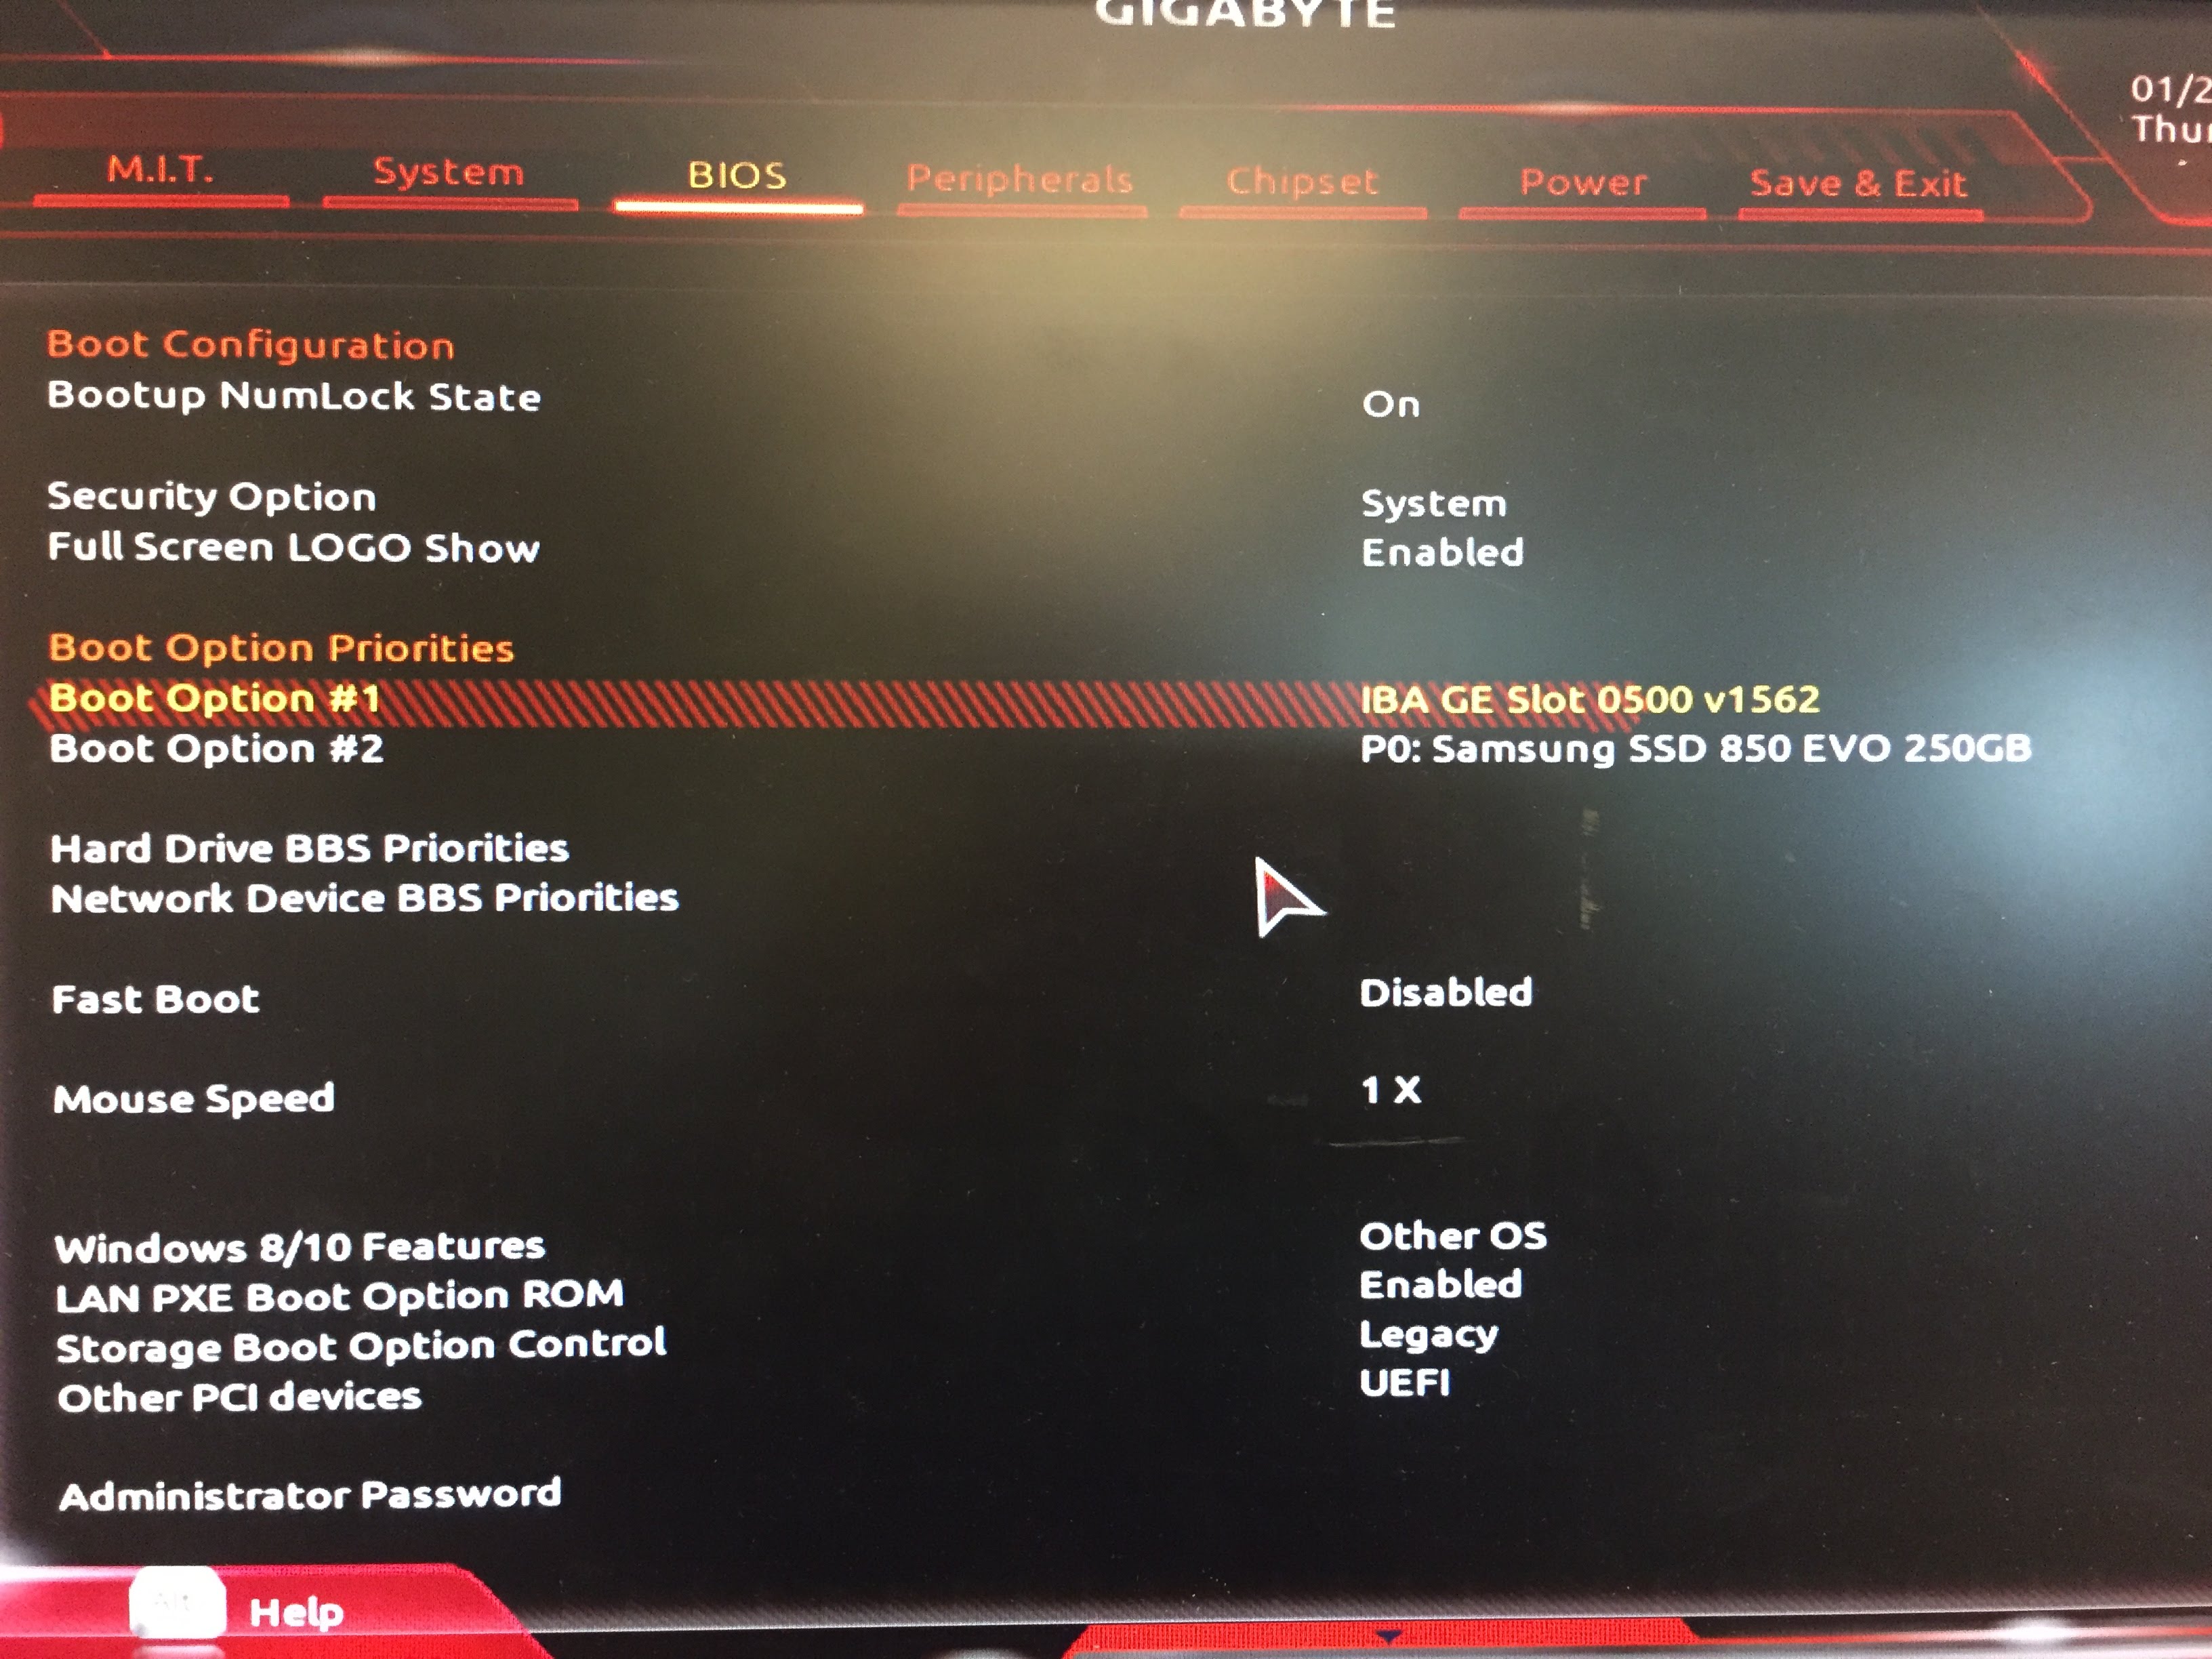 GIGABYTE
01/2
Thur
M.I.T. System BIOS Peripherals Chipset Power Save & Exit
Boot Configuration
Bootup NumLock State On
Security Option System
Full Screen LOGO Show Enabled
Boot Option Priorities
Boot Option #1 IBA GE Slot 0500 v1562
Boot Option #2 P0: Samsung SSD 850 EVO 250GB
Hard Drive BBS Priorities
Network Device BBS Priorities
Fast Boot Disabled
Mouse Speed 1 X
Windows 8/10 Features Other OS
LAN PXE Boot Option ROM Enabled
Storage Boot Option Control Legacy
Other PCI devices UEFI
Administrator Password
Alt Help